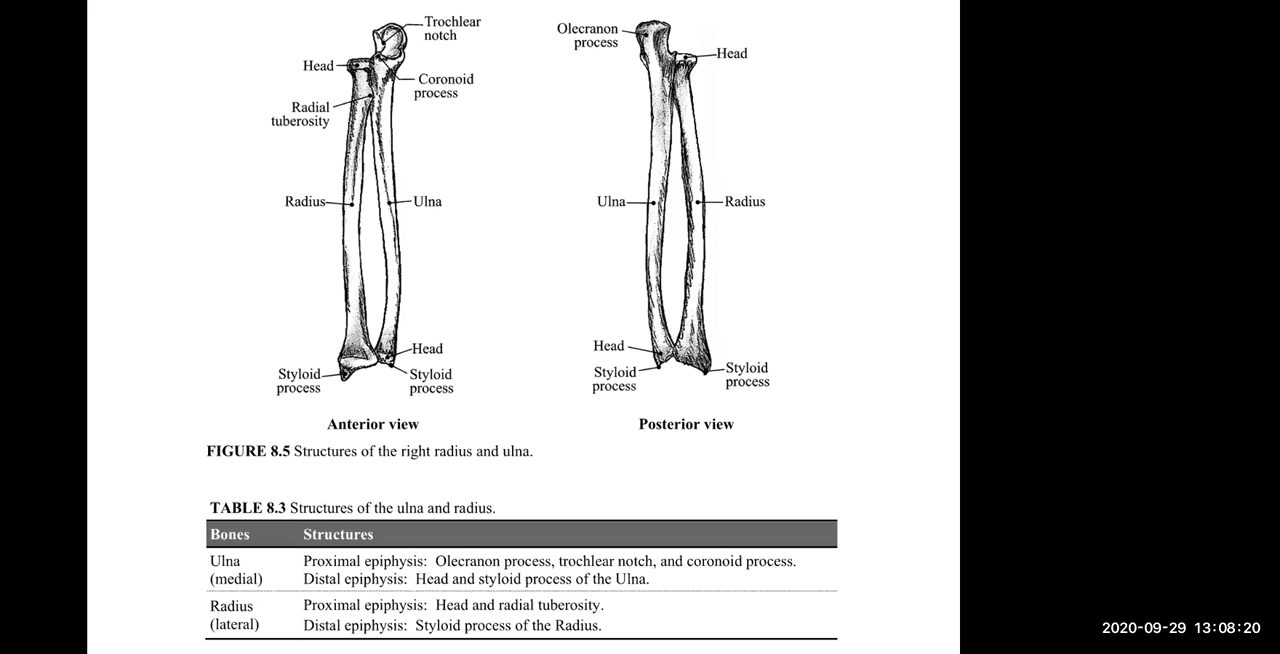 Trochlear
notch
Head
Coronoid
process
Radial
tuberosity
Radius
Ulna
Head
Styloid
process
Styloid
process
Anterior view
Olecranon
process
Head
Ulna
Radius
Head
Styloid
process
Styloid
process
Posterior view
FIGURE 8.5 Structures of the right radius and ulna.
TABLE 8.3 Structures of the ulna and radius.
Bones Structures
Ulna Proximal epiphysis: Olecranon process, trochlear notch, and coronoid process.
(medial) Distal epiphysis: Head and styloid process of the Ulna.
Radius Proximal epiphysis: Head and radial tuberosity.
(lateral) Distal epiphysis: Styloid process of the Radius.
2020-09-29 13:08:20